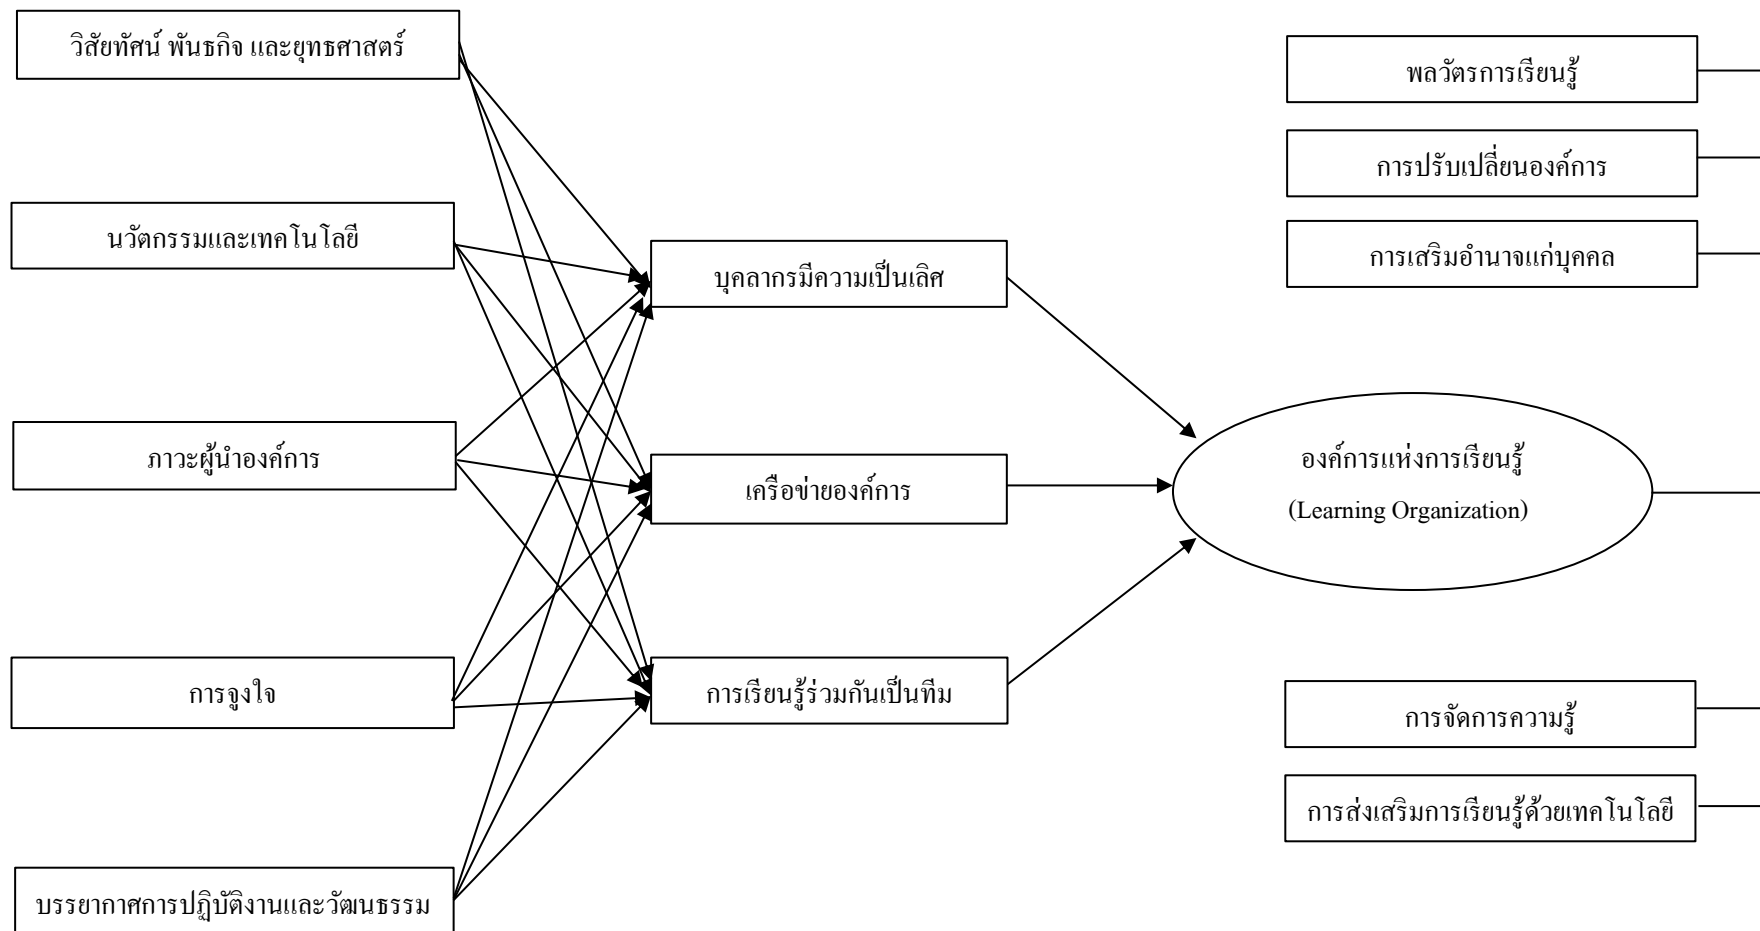 วิสัยทัศน์ พันธกิจ และยุทธศาสตร์
นวัตกรรมและเทคโนโลยี
ภาวะผู้นำองค์การ
การจูงใจ
บรรยากาศการปฏิบัติงานและวัฒนธรรม
บุคลากรมีความเป็นเลิศ
เครือข่ายองค์การ
การเรียนรู้ร่วมกันเป็นทีม
พลวัตรการเรียนรู้
การปรับเปลี่ยนองค์การ
การเสริมอำนาจแก่บุคคล
องค์การแห่งการเรียนรู้
(Learning Organization)
การจัดการความรู้
การส่งเสริมการเรียนรู้ด้วยเทคโนโลยี